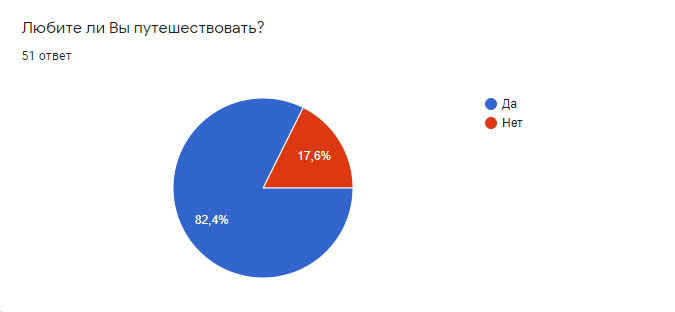 Любите ли Вы путешествовать?
51 ответ
Да
Нет
17,6%
82,4%